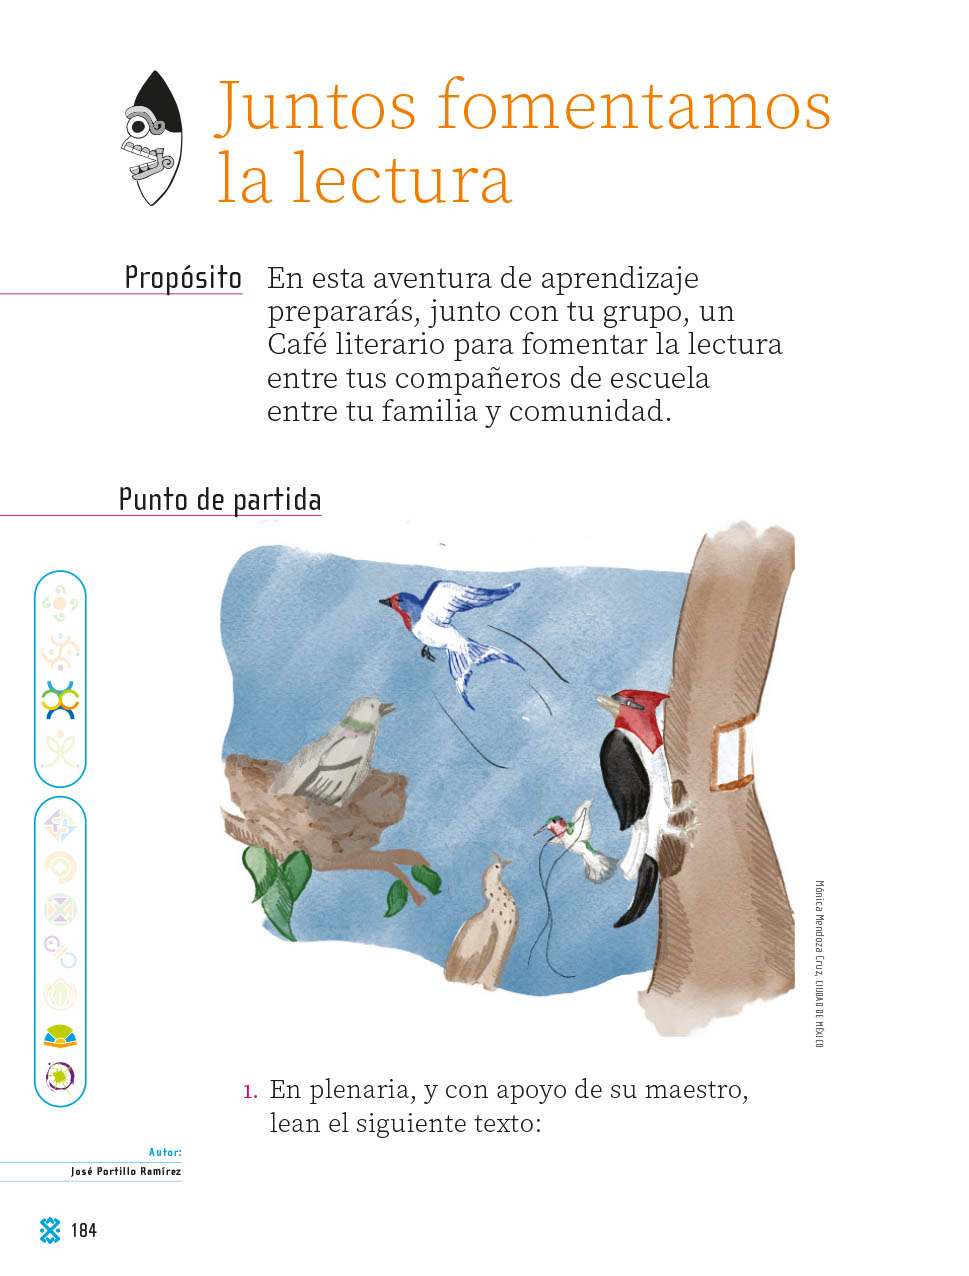 Juntos fomentamos
la lectura
Propósito
En esta aventura de aprendizaje
prepararás, junto con tu grupo, un
Café literario para fomentar la lectura
entre tus compañeros de escuela
entre tu familia y comunidad.
Punto de partida
Mónica Mendoza Cruz, CIUDAD DE MÉXICO
1. En plenaria, y con apoyo de su maestro,
lean el siguiente texto:
Autor:
José Portillo Ramírez
184